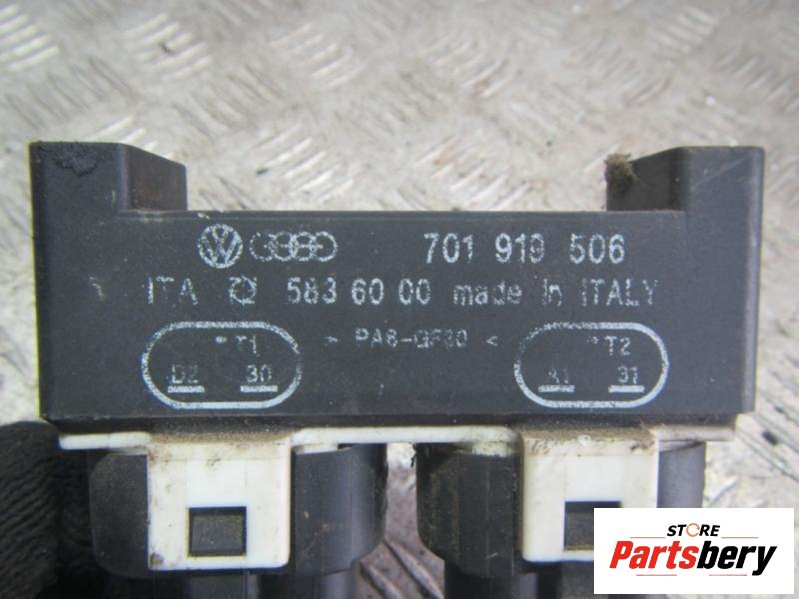 701 919 506
ITA 583 60 00 made in ITALY
T1 > PA6-GF30 < T2
30 31
STORE
Partsbery